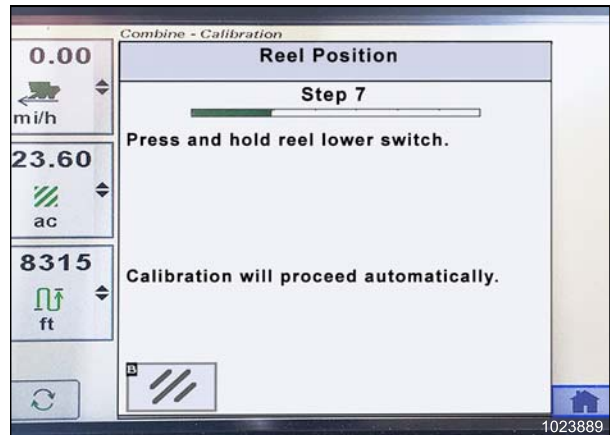 Combine - Calibration
Reel Position
Step 7
Press and hold reel lower switch.
Calibration will proceed automatically.
0.00
mi/h
23.60
ac
8315
ft
B
1023889